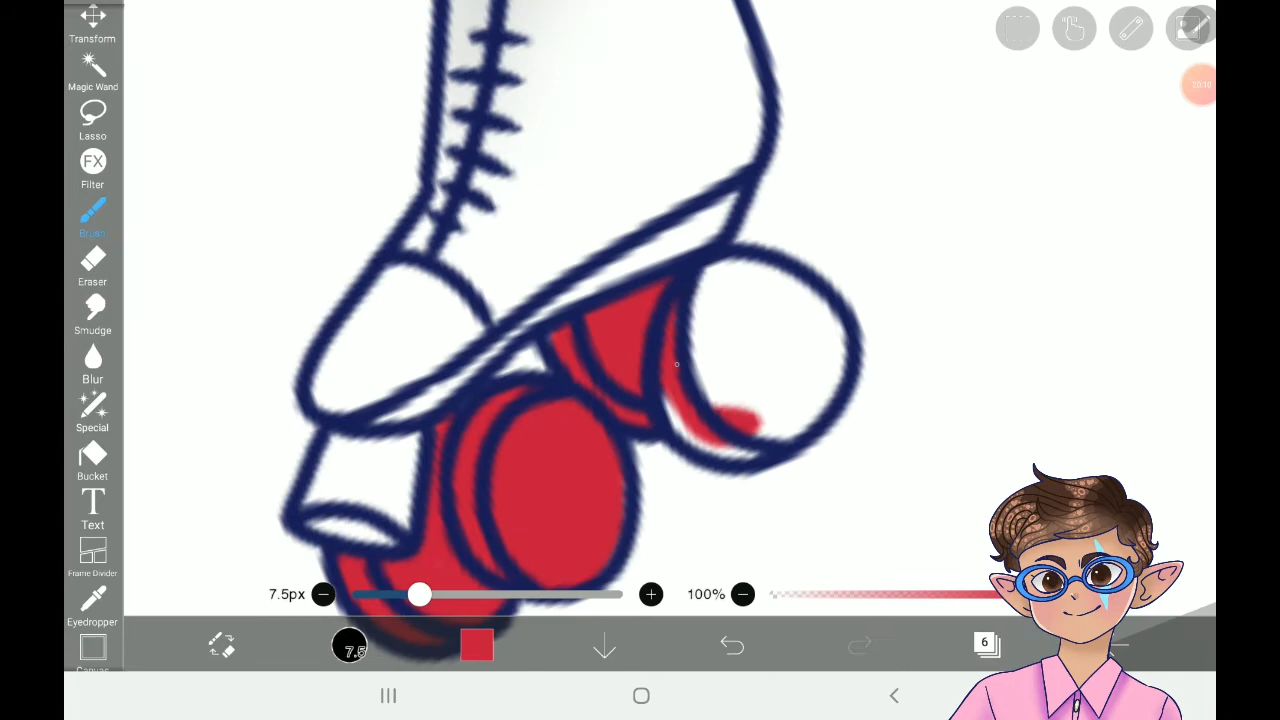 Transform
Magic Wand
Lasso
FX
Filter
Brush
Eraser
Smudge
Blur
Special
Bucket
T
Text
Frame Divider
Eyedropper
Canvas
7.5px
100%
7.5
6